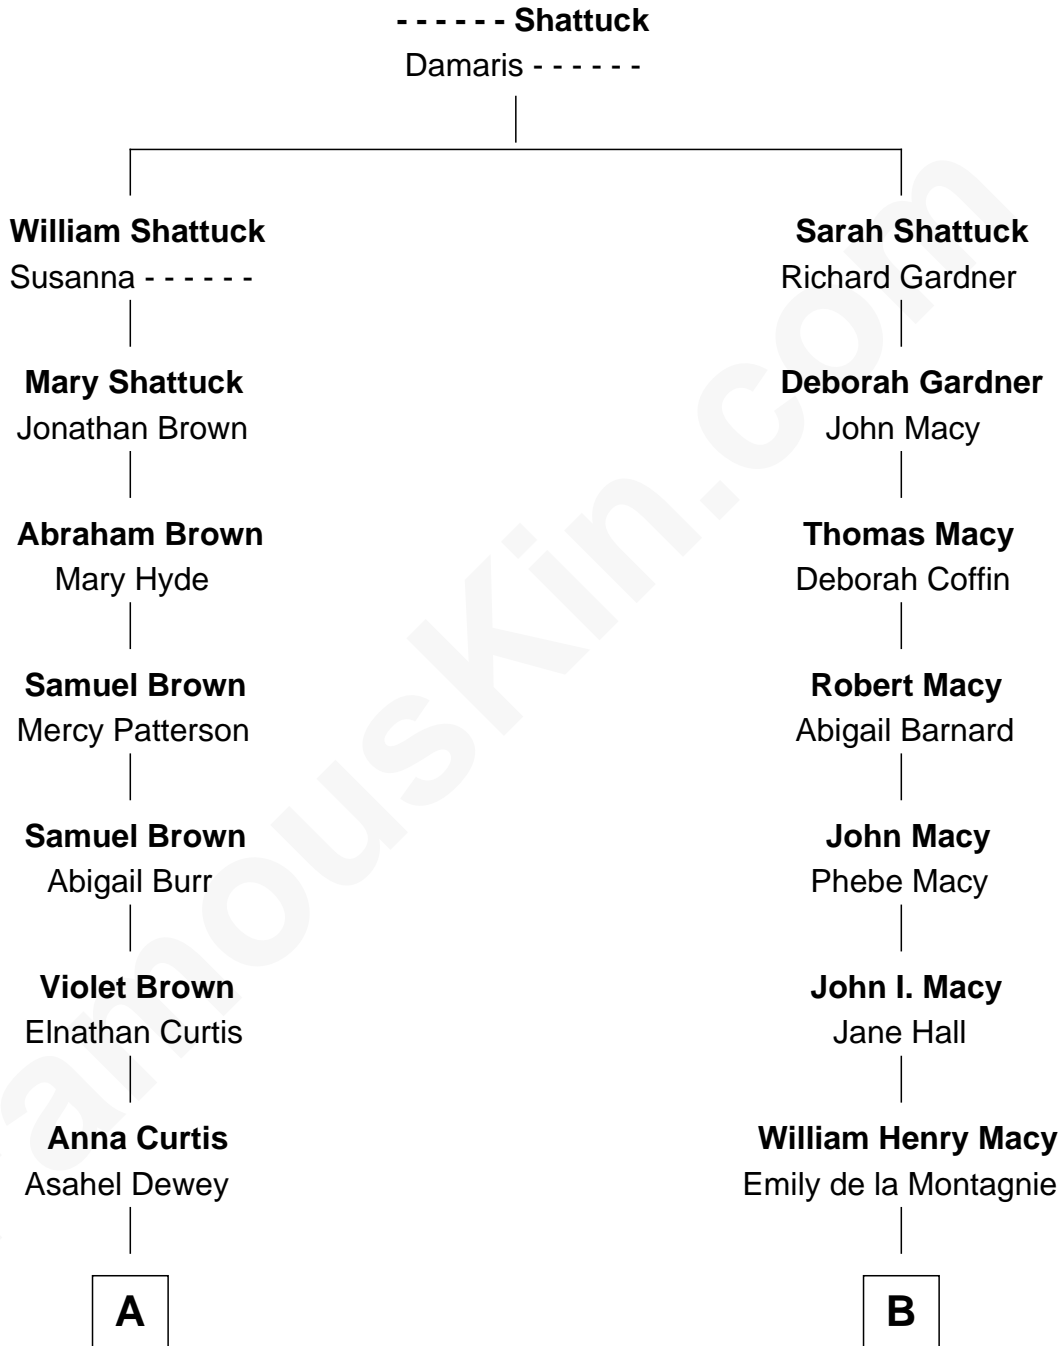 - - - - - - Shattuck
Damaris - - - - - -
William Shattuck
Susanna - - - - - -
Sarah Shattuck
Richard Gardner
Mary Shattuck
Jonathan Brown
Deborah Gardner
John Macy
Abraham Brown
Mary Hyde
Thomas Macy
Deborah Coffin
Samuel Brown
Mercy Patterson
Robert Macy
Abigail Barnard
Samuel Brown
Abigail Burr
John Macy
Phebe Macy
Violet Brown
Elnathan Curtis
John I. Macy
Jane Hall
Anna Curtis
Asahel Dewey
William Henry Macy
Emily de la Montagnie
A
B
amouskin.com